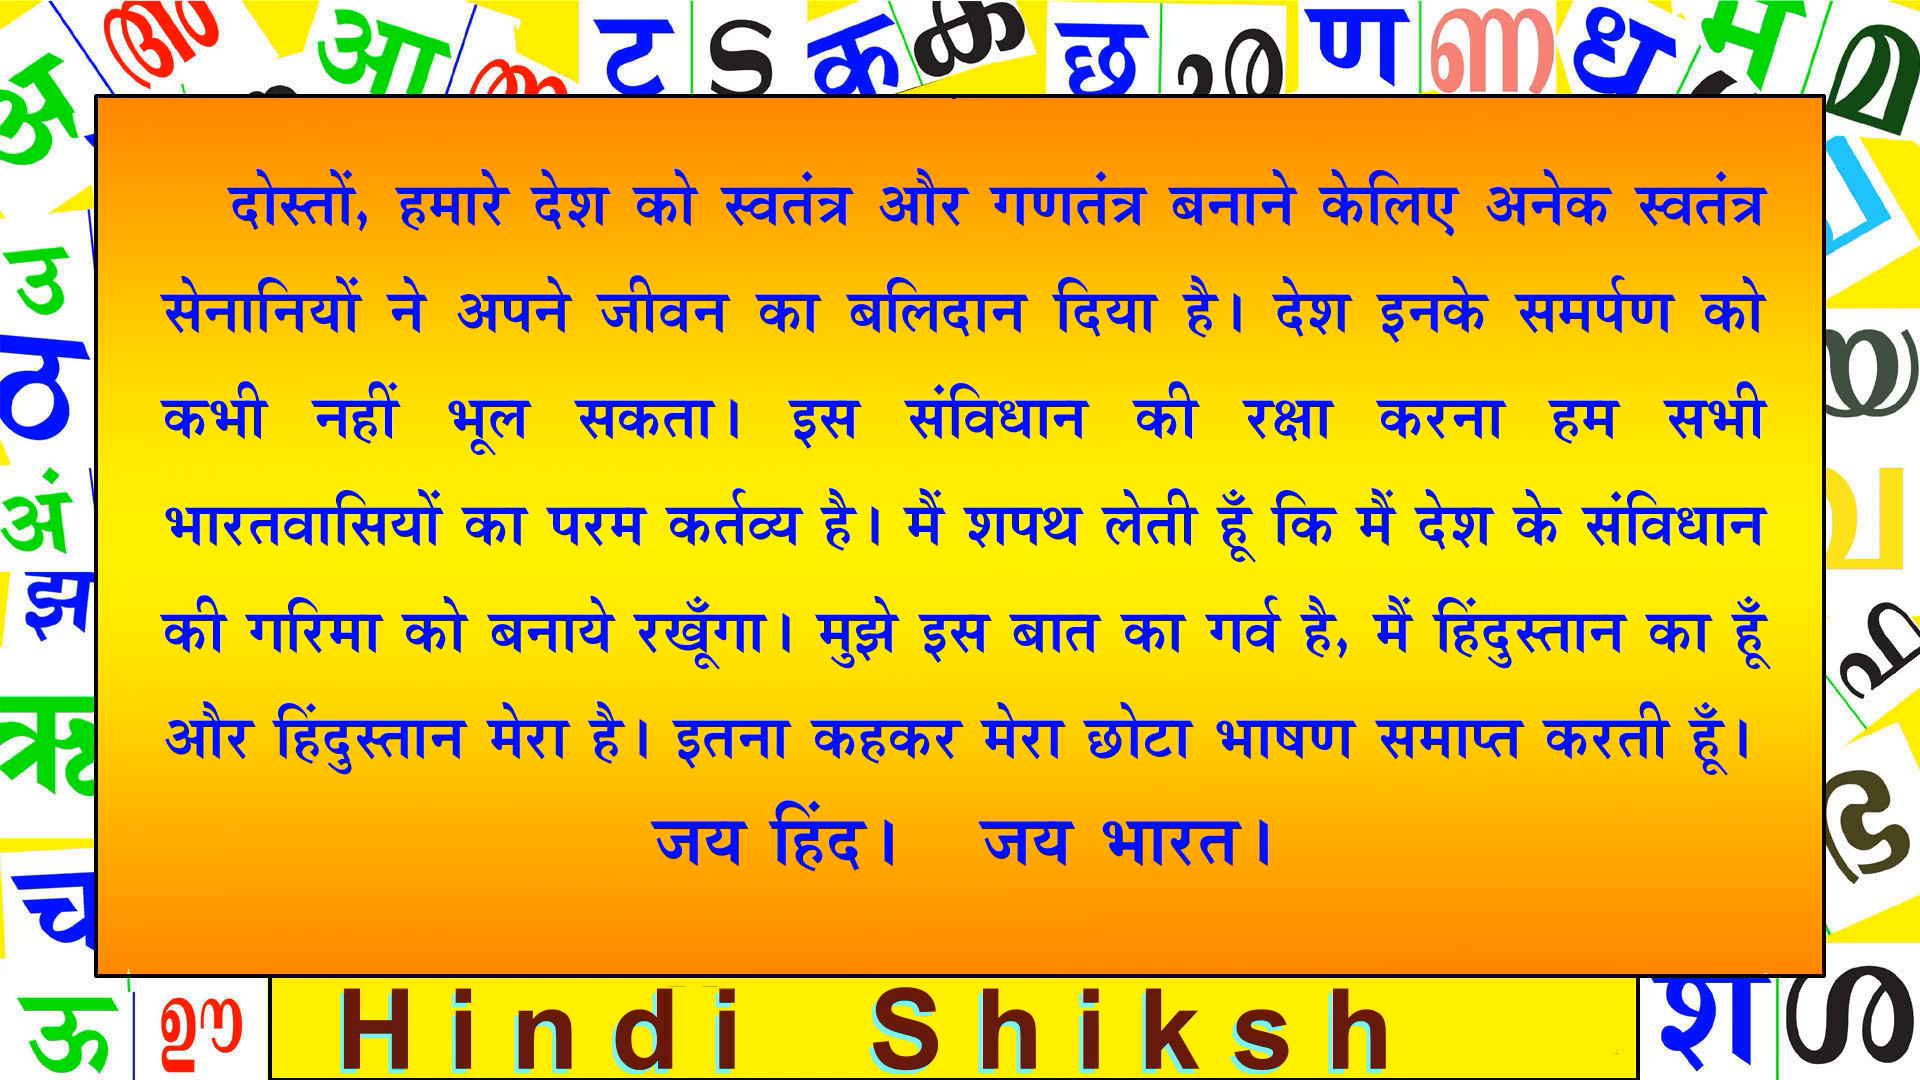 अ ത്ര आ ത്ര ट ട क ക छ ഛ ण ണ ध म മ
दोस्तों, हमारे देश को स्वतंत्र और गणतंत्र बनाने केलिए अनेक स्वतंत्र
सेनानियों ने अपने जीवन का बलिदान दिया है। देश इनके समर्पण को
कभी नहीं भूल सकता। इस संविधान की रक्षा करना हम सभी
भारतवासियों का परम कर्तव्य है। मैं शपथ लेती हूँ कि मैं देश के संविधान
की गरिमा को बनाये रखूँगा। मुझे इस बात का गर्व है, मैं हिंदुस्तान का हूँ
और हिंदुस्तान मेरा है। इतना कहकर मेरा छोटा भाषण समाप्त करती हूँ।
जय हिंद। जय भारत।
उ
ठ
अं
झ
ऋ
च
ऊ ഊ
Hindi Shiksh
श ശ